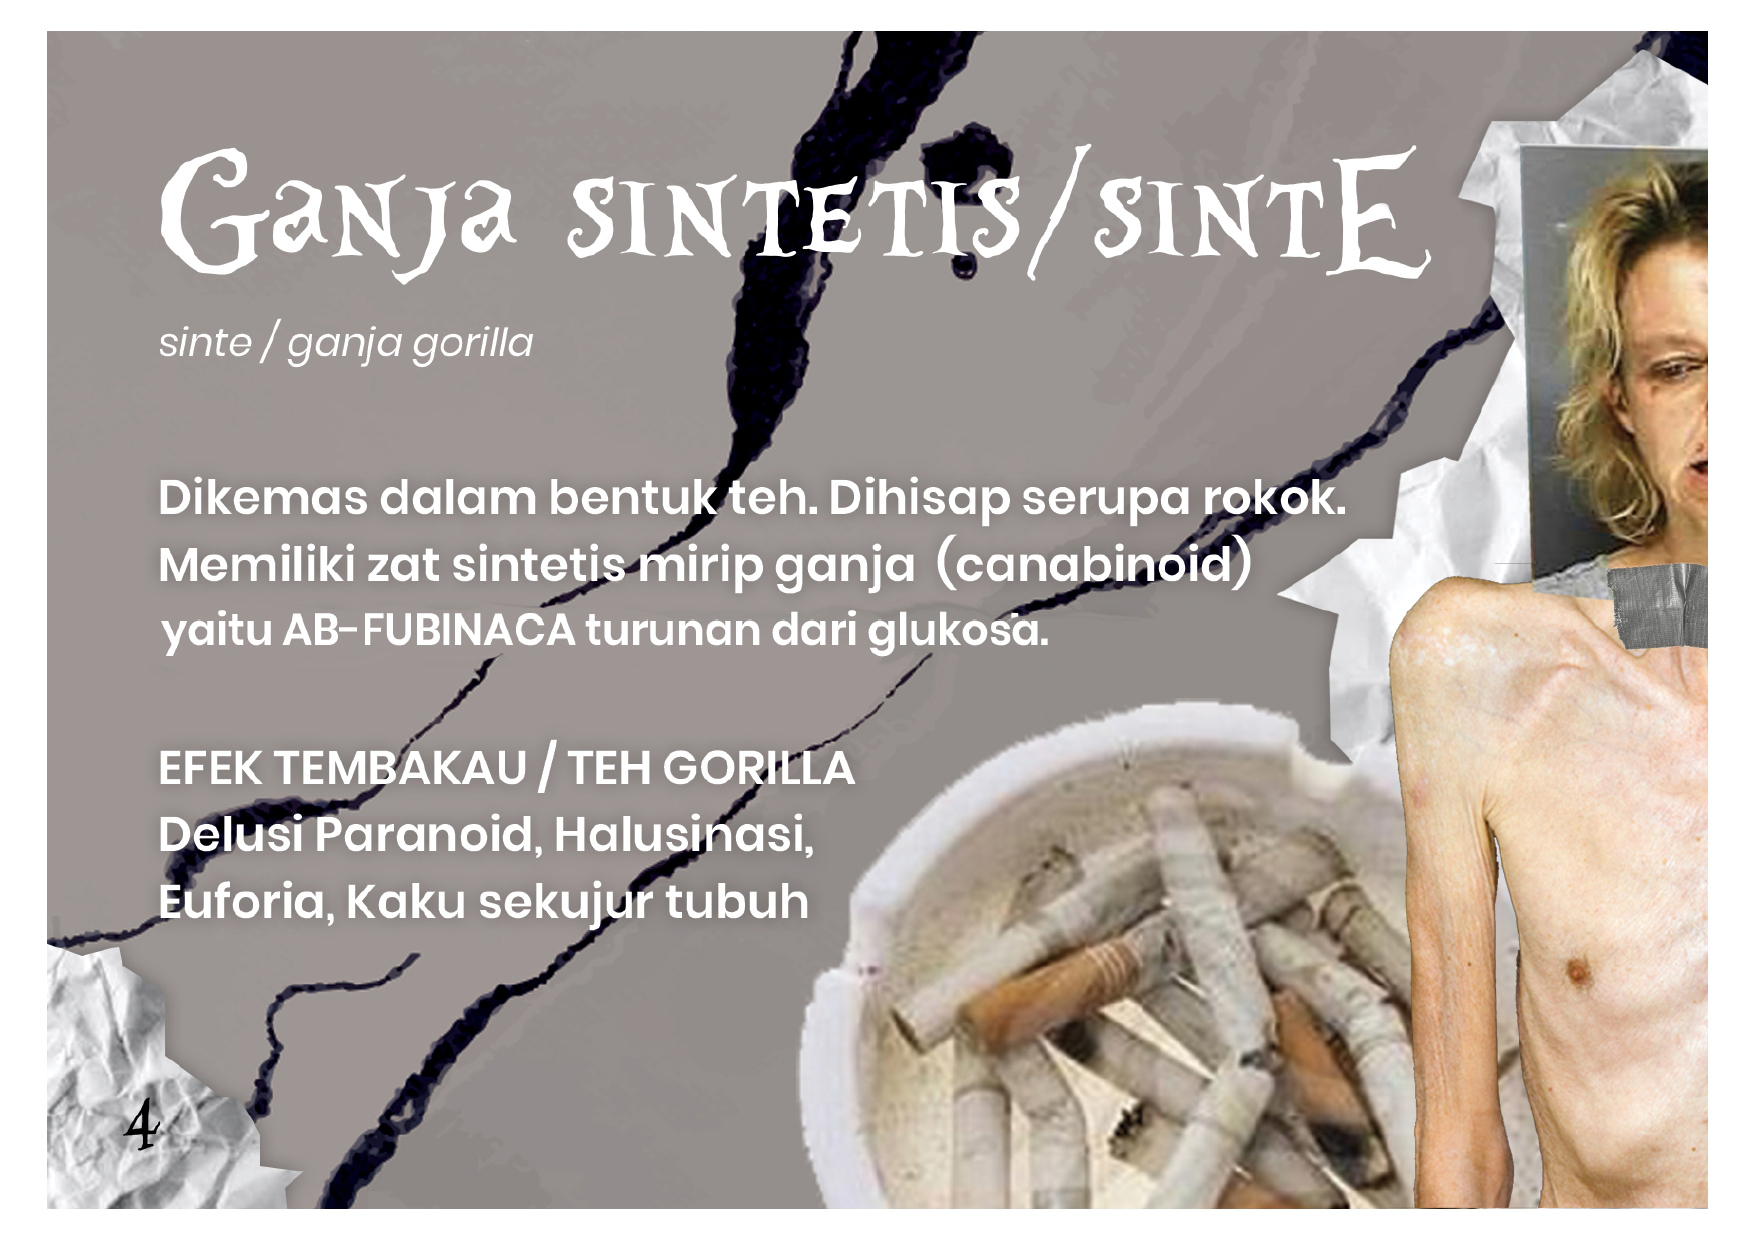 Ganja sintetis/sintE
sinte / ganja gorilla
Dikemas dalam bentuk teh. Dihisap serupa rokok.
Memiliki zat sintetis mirip ganja (canabinoid)
yaitu AB-FUBINACA turunan dari glukosa.
EFEK TEMBAKAU / TEH GORILLA
Delusi Paranoid, Halusinasi,
Euforia, Kaku sekujur tubuh
4